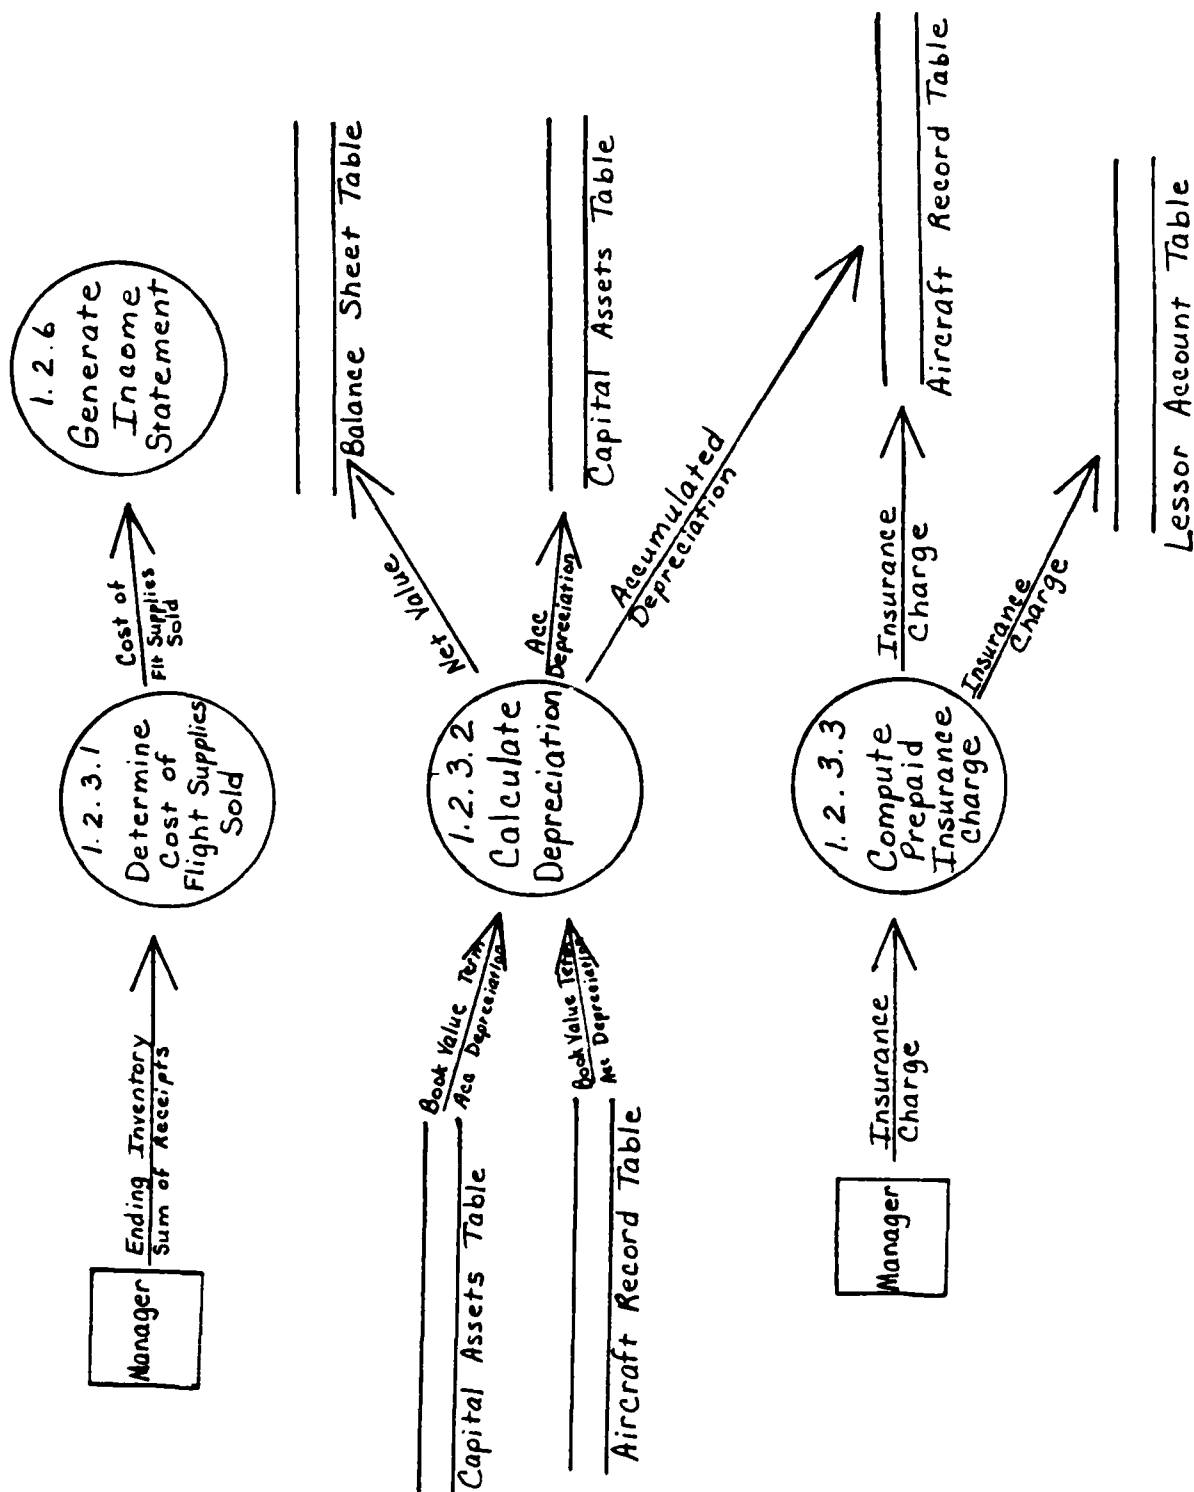 Manager
Ending Inventory
Sum of Receipts
1.2.3.1
Determine
Cost of
Flight Supplies
Sold
Cost of
Flt Supplies
Sold
1.2.6
Generate
Income
Statement
Capital Assets Table
Book Value Term
Acc Depreciation
Aircraft Record Table
Book Value Term
Acc Depreciation
1.2.3.2
Calculate
Depreciation
Net Value
Balance Sheet Table
Acc
Depreciation
Capital Assets Table
Accumulated
Depreciation
Aircraft Record Table
Manager
Insurance
Charge
1.2.3.3
Compute
Prepaid
Insurance
Charge
Insurance
Charge
Insurance
Charge
Lessor Account Table